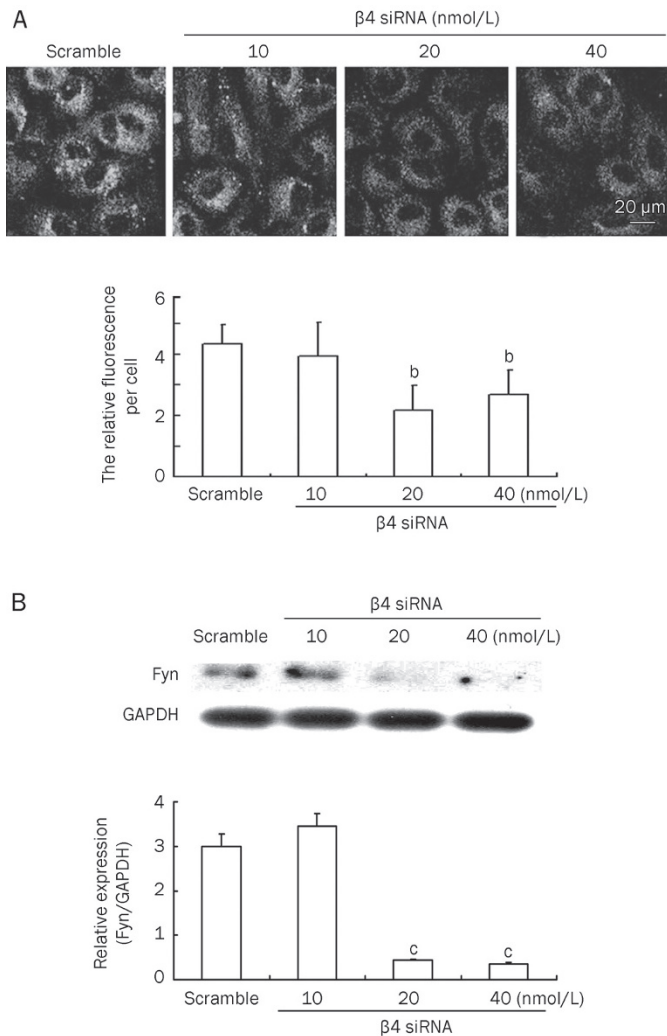 A
β4 siRNA (nmol/L)
Scramble 10 20 40
20 μm
The relative fluorescence
per cell
6
4
2
0
b b
Scramble 10 20 40 (nmol/L)
β4 siRNA
B
β4 siRNA
Scramble 10 20 40 (nmol/L)
Fyn
GAPDH
Relative expression
(Fyn/GAPDH)
4
3
2
1
0
c c
Scramble 10 20 40 (nmol/L)
β4 siRNA